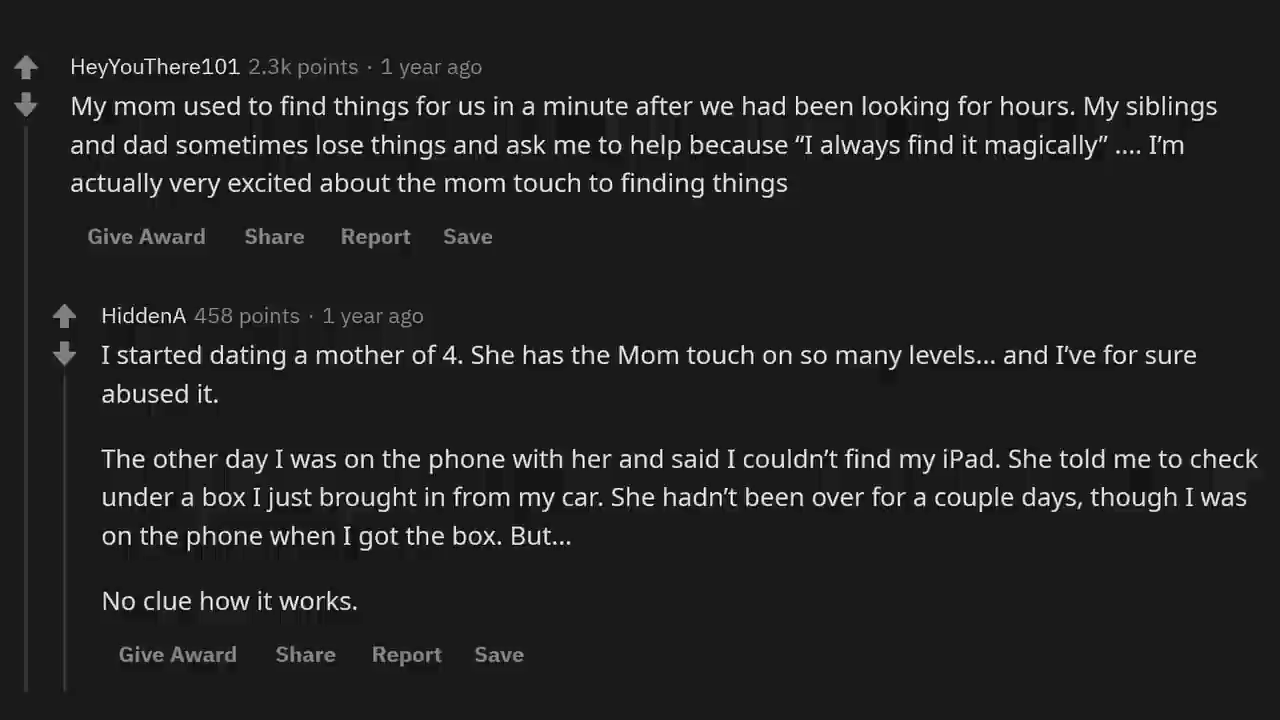 HeyYouThere101 2.3k points · 1 year ago
My mom used to find things for us in a minute after we had been looking for hours. My siblings
and dad sometimes lose things and ask me to help because “I always find it magically” .... I’m
actually very excited about the mom touch to finding things
Give Award Share Report Save
HiddenA 458 points · 1 year ago
I started dating a mother of 4. She has the Mom touch on so many levels... and I’ve for sure
abused it.
The other day I was on the phone with her and said I couldn’t find my iPad. She told me to check
under a box I just brought in from my car. She hadn’t been over for a couple days, though I was
on the phone when I got the box. But...
No clue how it works.
Give Award Share Report Save